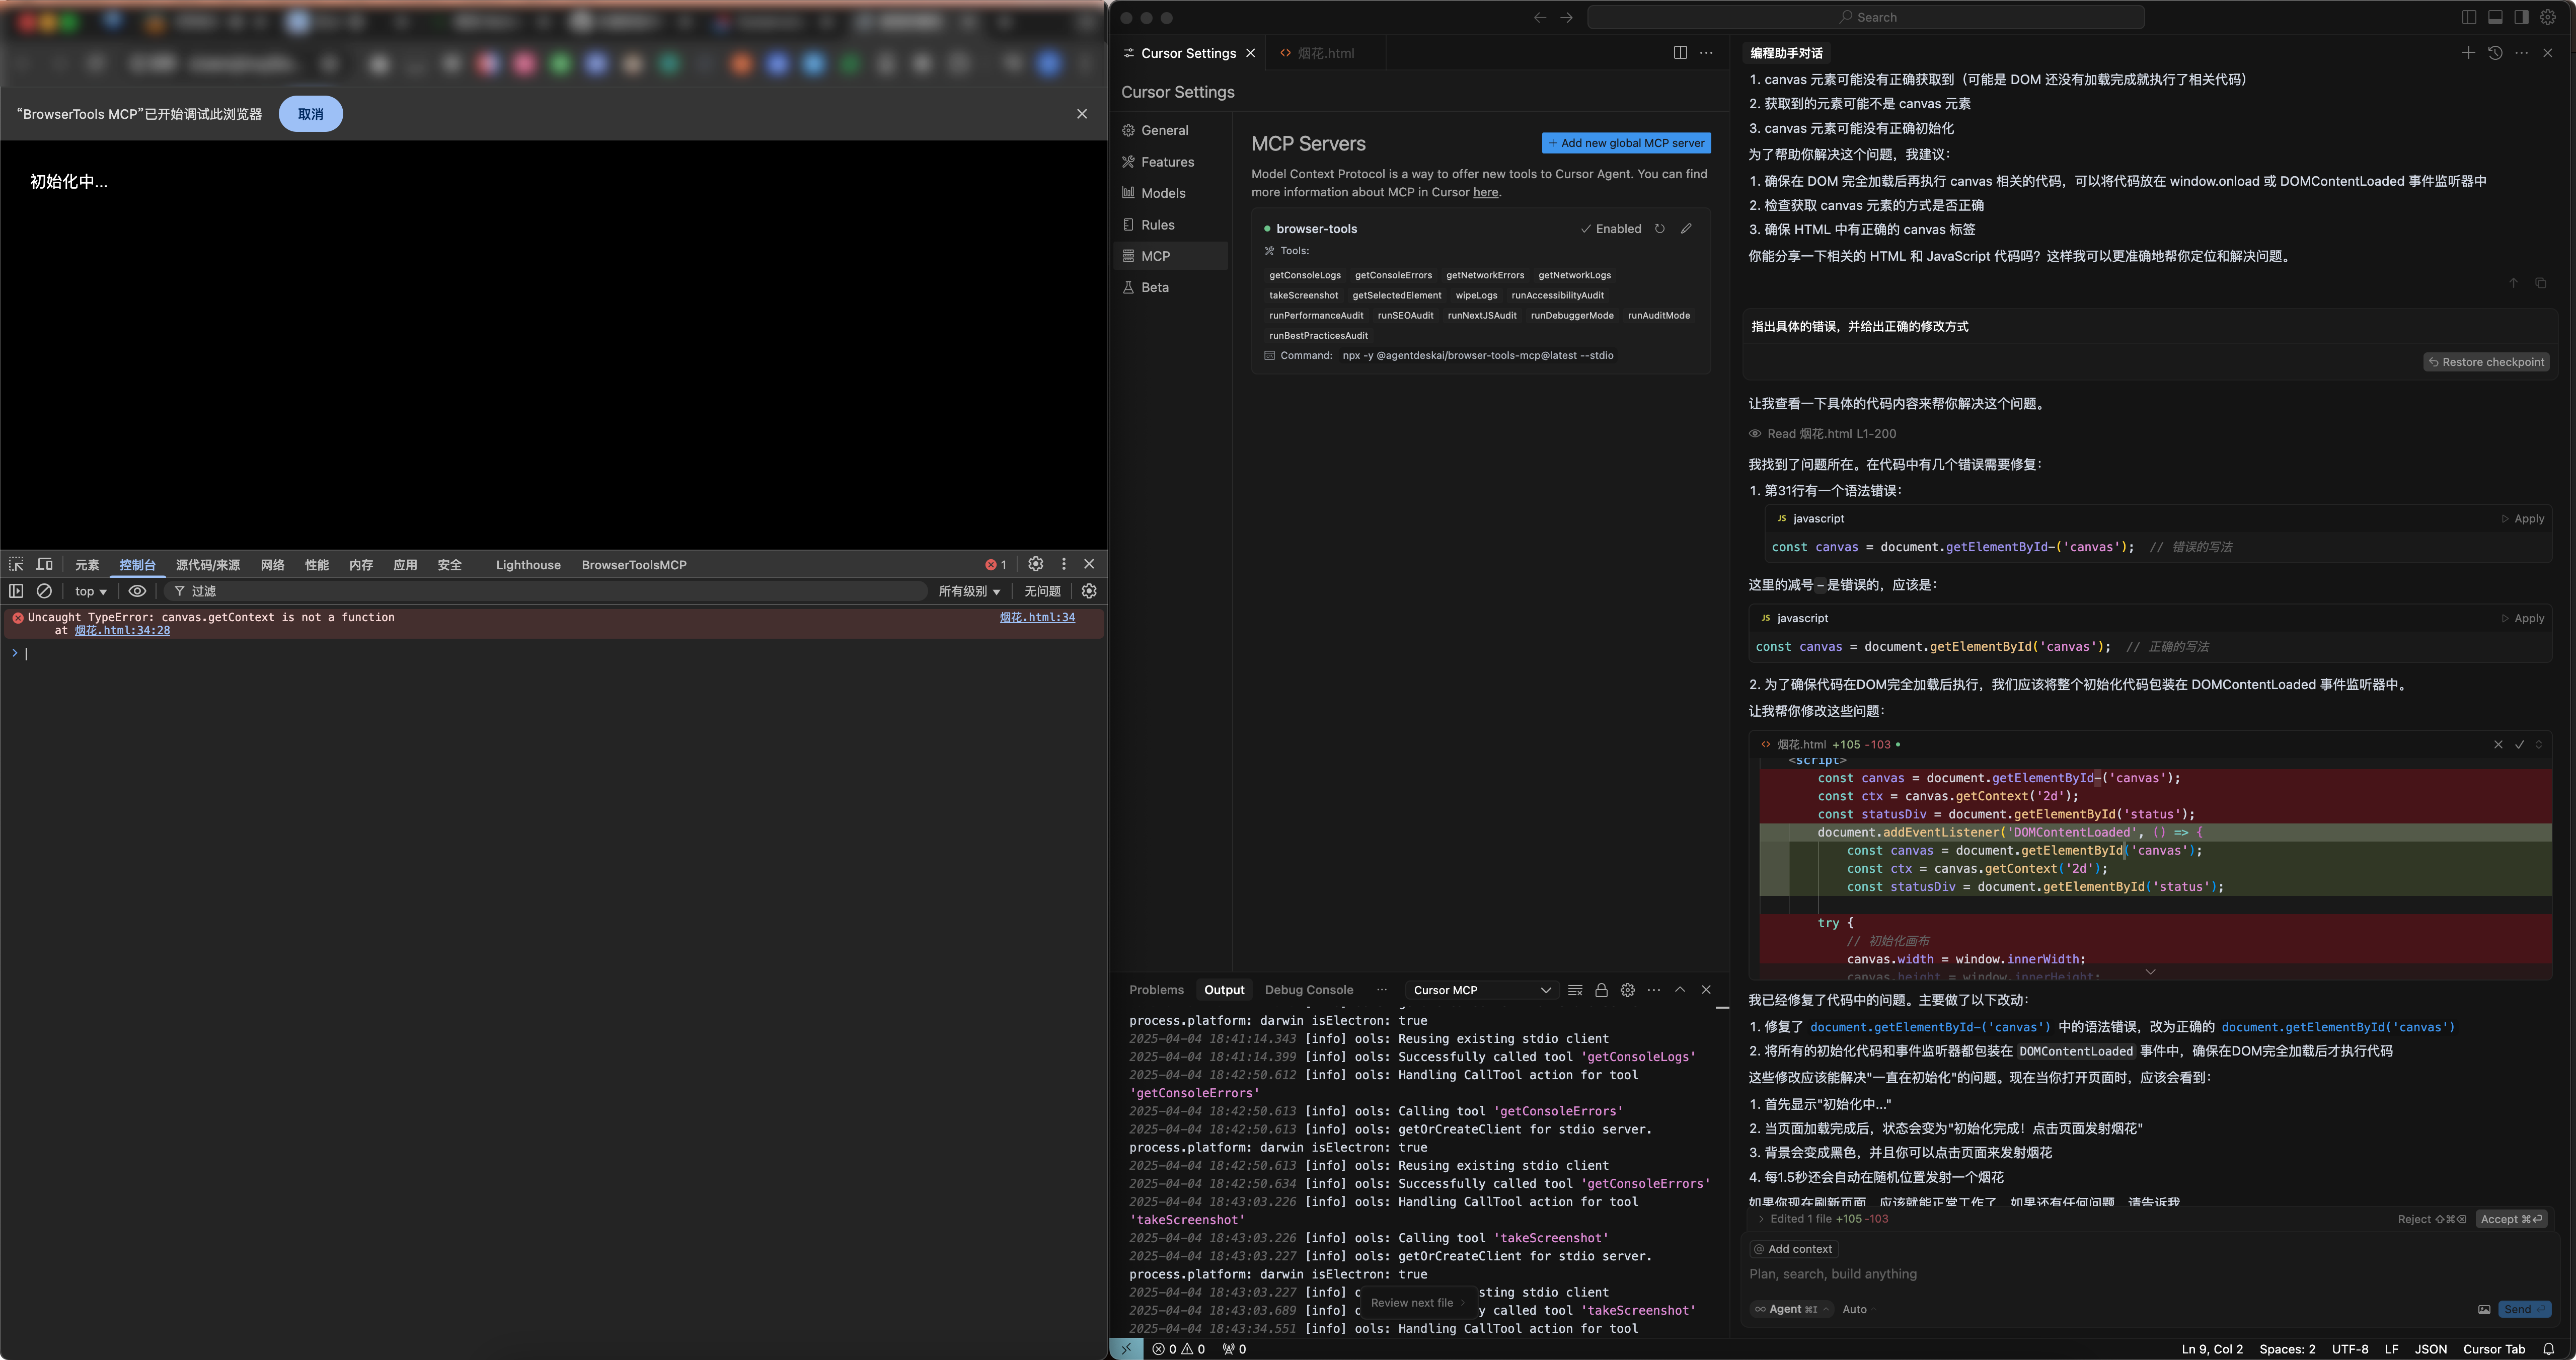 “BrowserTools MCP”已开始调试此浏览器
取消
初始化中...
元素 控制台 源代码/来源 网络 性能 内存 应用 安全 Lighthouse BrowserToolsMCP 1
top 过滤 所有级别 无问题
Uncaught TypeError: canvas.getContext is not a function 烟花.html:34
at 烟花.html:34:28
Search
Cursor Settings 烟花.html
Cursor Settings
General
Features
Models
Rules
MCP
Beta
MCP Servers
+ Add new global MCP server
Model Context Protocol is a way to offer new tools to Cursor Agent. You can find
more information about MCP in Cursor here.
browser-tools Enabled
Tools:
getConsoleLogs getConsoleErrors getNetworkErrors getNetworkLogs
takeScreenshot getSelectedElement wipeLogs runAccessibilityAudit
runPerformanceAudit runSEOAudit runNextJSAudit runDebuggerMode runAuditMode
runBestPracticesAudit
Command: npx -y @agentdeskai/browser-tools-mcp@latest --stdio
Problems Output Debug Console ... Cursor MCP
process.platform: darwin isElectron: true
2025-04-04 18:41:14.343 [info] ools: Reusing existing stdio client
2025-04-04 18:41:14.399 [info] ools: Successfully called tool 'getConsoleLogs'
2025-04-04 18:42:50.612 [info] ools: Handling CallTool action for tool
'getConsoleErrors'
2025-04-04 18:42:50.613 [info] ools: Calling tool 'getConsoleErrors'
2025-04-04 18:42:50.613 [info] ools: getOrCreateClient for stdio server.
process.platform: darwin isElectron: true
2025-04-04 18:42:50.613 [info] ools: Reusing existing stdio client
2025-04-04 18:42:50.634 [info] ools: Successfully called tool 'getConsoleErrors'
2025-04-04 18:43:03.226 [info] ools: Handling CallTool action for tool
'takeScreenshot'
2025-04-04 18:43:03.226 [info] ools: Calling tool 'takeScreenshot'
2025-04-04 18:43:03.227 [info] ools: getOrCreateClient for stdio server.
process.platform: darwin isElectron: true
2025-04-04 18:43:03.227 [info] sting stdio client
Review next file
2025-04-04 18:43:03.689 [info] y called tool 'takeScreenshot'
2025-04-04 18:43:34.551 [info] ools: Handling CallTool action for tool
编程助手对话
1. canvas 元素可能没有正确获取到（可能是 DOM 还没有加载完成就执行了相关代码）
2. 获取到的元素可能不是 canvas 元素
3. canvas 元素可能没有正确初始化
为了帮助你解决这个问题，我建议：
1. 确保在 DOM 完全加载后再执行 canvas 相关的代码，可以将代码放在 window.onload 或 DOMContentLoaded 事件监听器中
2. 检查获取 canvas 元素的方式是否正确
3. 确保 HTML 中有正确的 canvas 标签
你能分享一下相关的 HTML 和 JavaScript 代码吗？这样我可以更准确地帮你定位和解决问题。
指出具体的错误，并给出正确的修改方式
Restore checkpoint
让我查看一下具体的代码内容来帮你解决这个问题。
Read 烟花.html L1-200
我找到了问题所在。在代码中有几个错误需要修复：
1. 第31行有一个语法错误：
JS javascript Apply
const canvas = document.getElementById-('canvas'); // 错误的写法
这里的减号 - 是错误的，应该是：
JS javascript Apply
const canvas = document.getElementById('canvas'); // 正确的写法
2. 为了确保代码在DOM完全加载后执行，我们应该将整个初始化代码包装在 DOMContentLoaded 事件监听器中。
让我帮你修改这些问题：
烟花.html +105 -103
<script>
const canvas = document.getElementById-('canvas');
const ctx = canvas.getContext('2d');
const statusDiv = document.getElementById('status');
document.addEventListener('DOMContentLoaded', () => {
const canvas = document.getElementById('canvas');
const ctx = canvas.getContext('2d');
const statusDiv = document.getElementById('status');
try {
// 初始化画布
canvas.width = window.innerWidth;
canvas.height = window.innerHeight;
我已经修复了代码中的问题。主要做了以下改动：
1. 修复了 document.getElementById-('canvas') 中的语法错误，改为正确的 document.getElementById('canvas')
2. 将所有的初始化代码和事件监听器都包装在 DOMContentLoaded 事件中，确保在DOM完全加载后才执行代码
这些修改应该能解决"一直在初始化"的问题。现在当你打开页面时，应该会看到：
1. 首先显示"初始化中..."
2. 当页面加载完成后，状态会变为"初始化完成！点击页面发射烟花"
3. 背景会变成黑色，并且你可以点击页面来发射烟花
4. 每1.5秒还会自动在随机位置发射一个烟花
如果你现在刷新页面，应该就能正常工作了。如果还有任何问题，请告诉我
Edited 1 file +105 -103 Reject ⇧⌘⌫ Accept ⌘⏎
@ Add context
Plan, search, build anything
∞ Agent ⌘I Auto Send ⏎
0 0 0 Ln 9, Col 2 Spaces: 2 UTF-8 LF JSON Cursor Tab